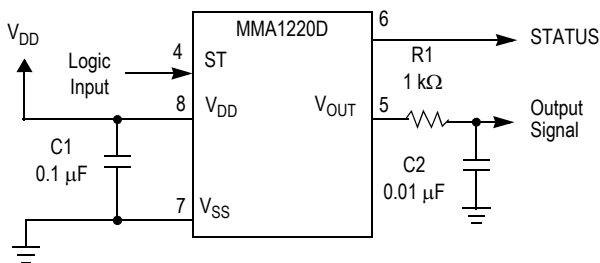 MMA1220D
6
STATUS
V_DD
Logic
Input
4
ST
R1
1 kΩ
8
V_DD
V_OUT
5
Output
Signal
C1
0.1 μF
C2
0.01 μF
7
V_SS